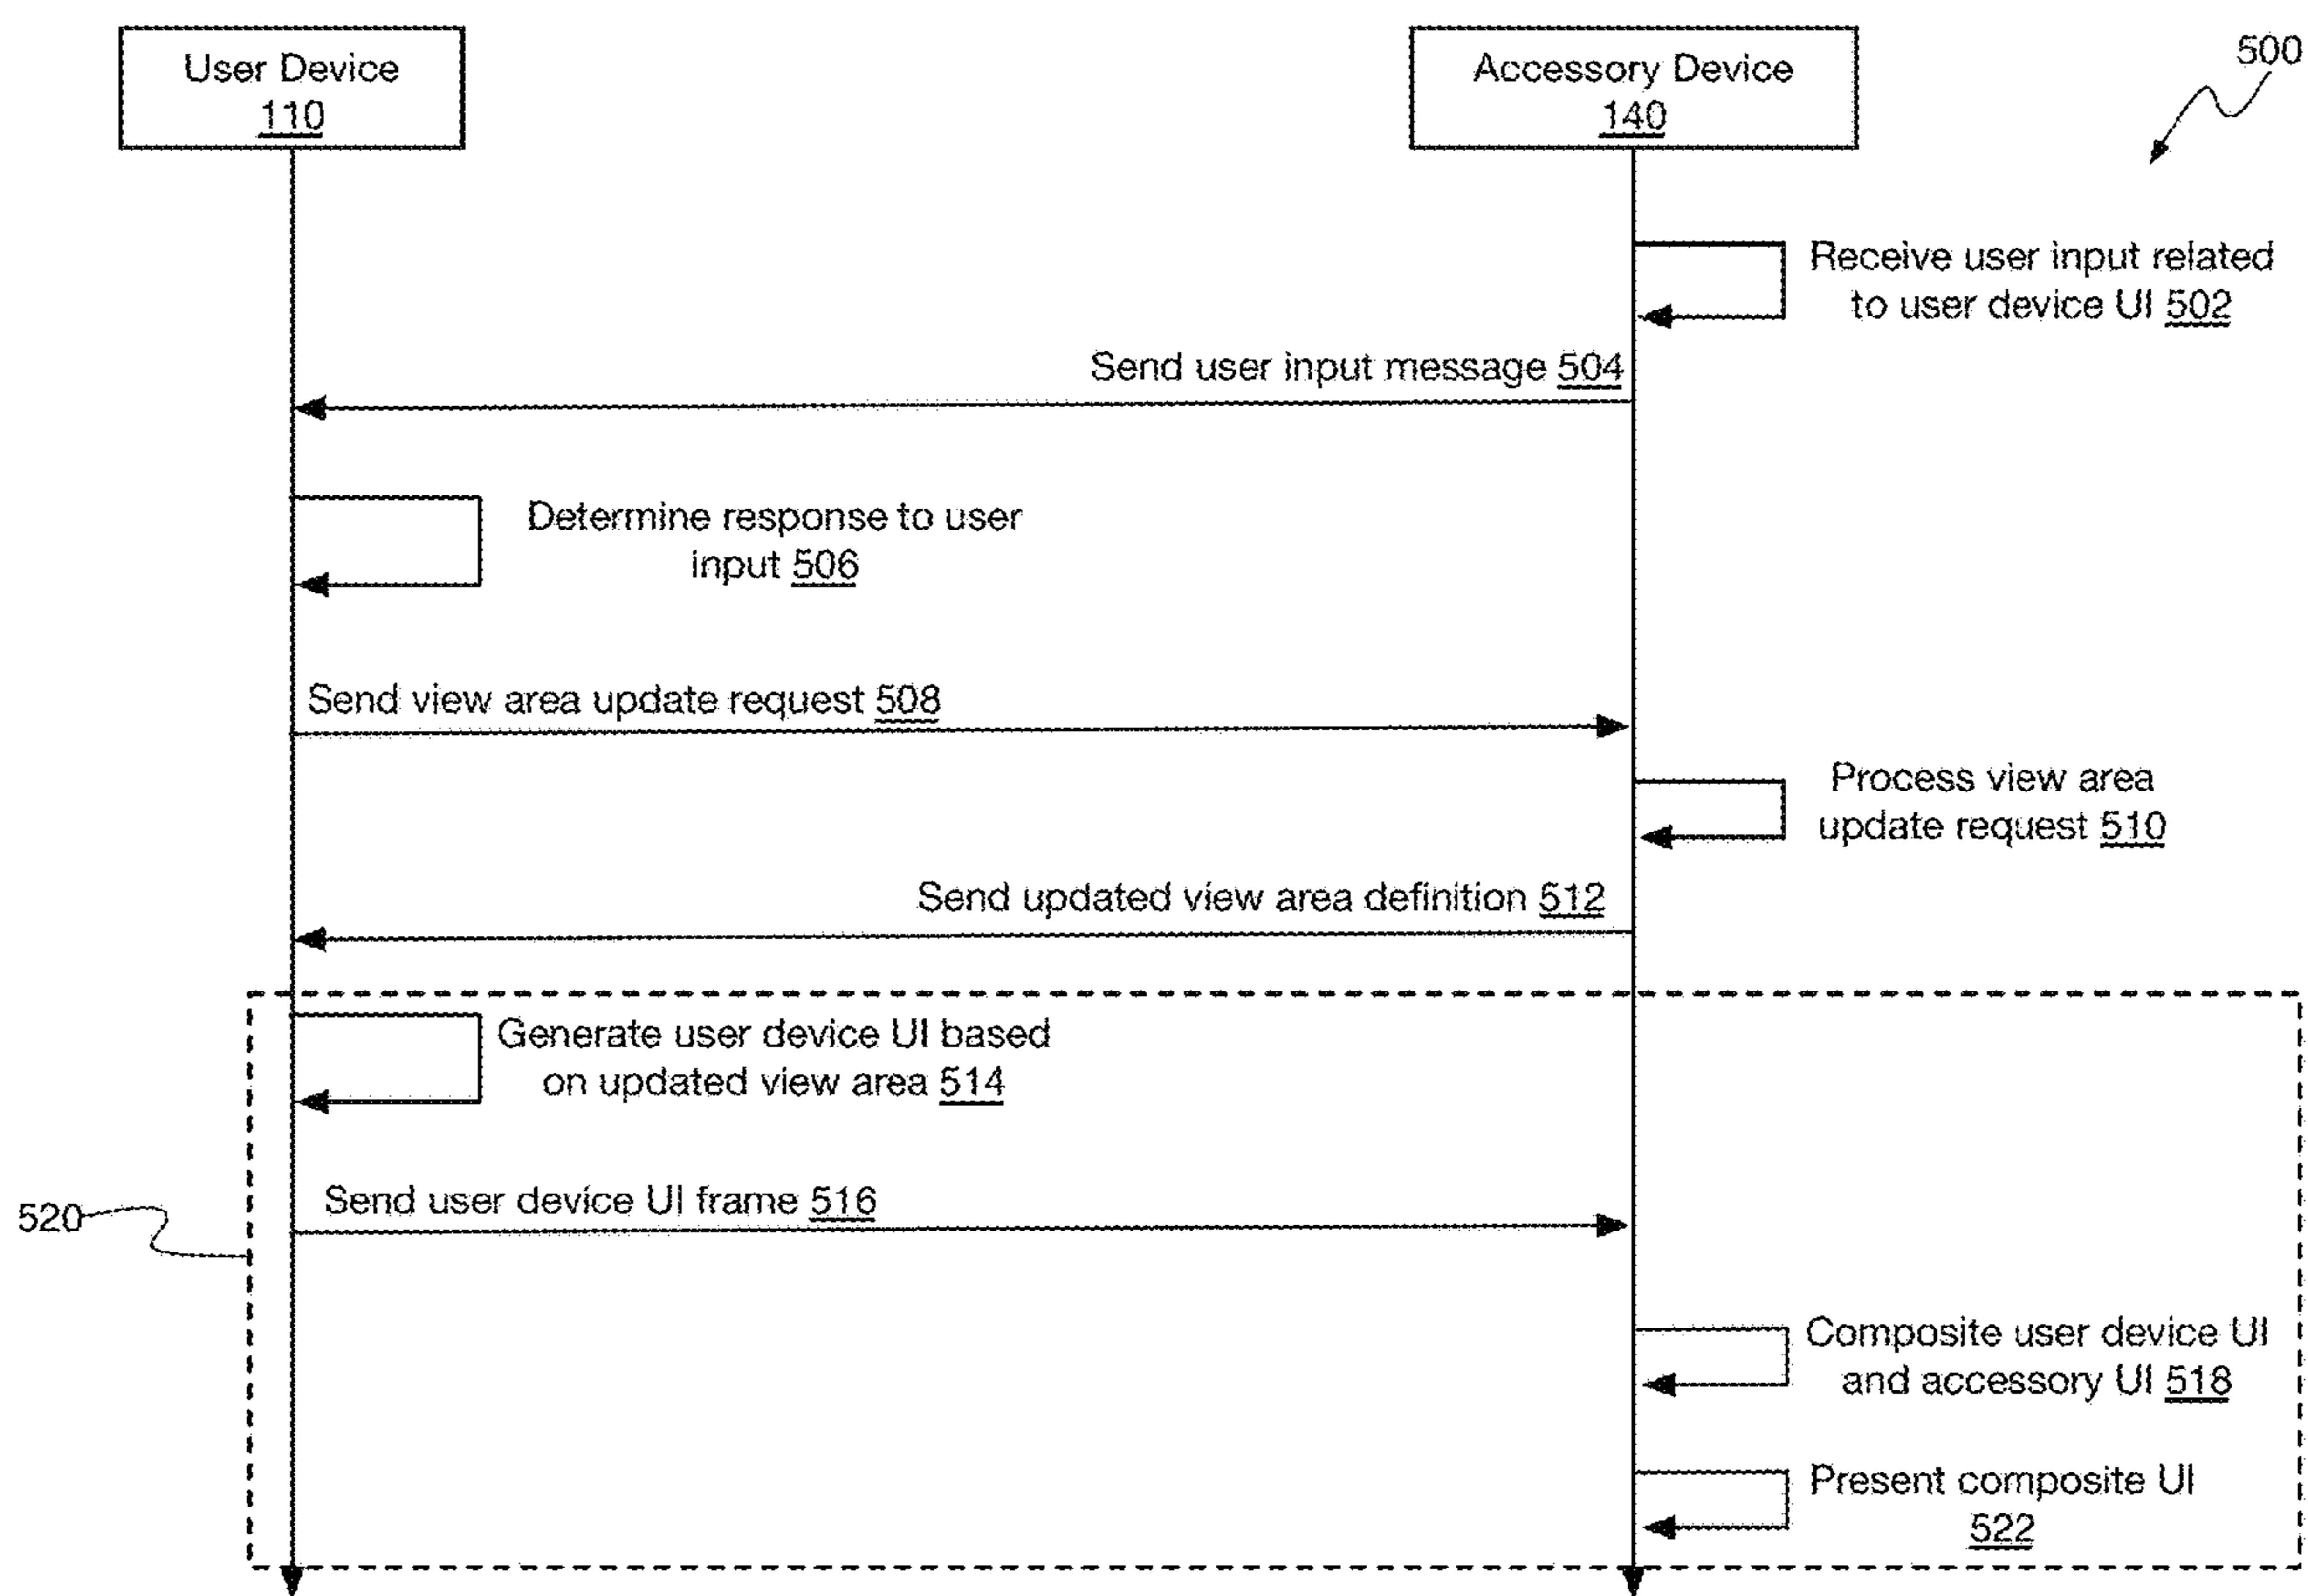 User Device
110
Accessory Device
140
500
Receive user input related
to user device UI 502
Send user input message 504
Determine response to user
input 506
Send view area update request 508
Process view area
update request 510
Send updated view area definition 512
Generate user device UI based
on updated view area 514
Send user device UI frame 516
520
Composite user device UI
and accessory UI 518
Present composite UI
522